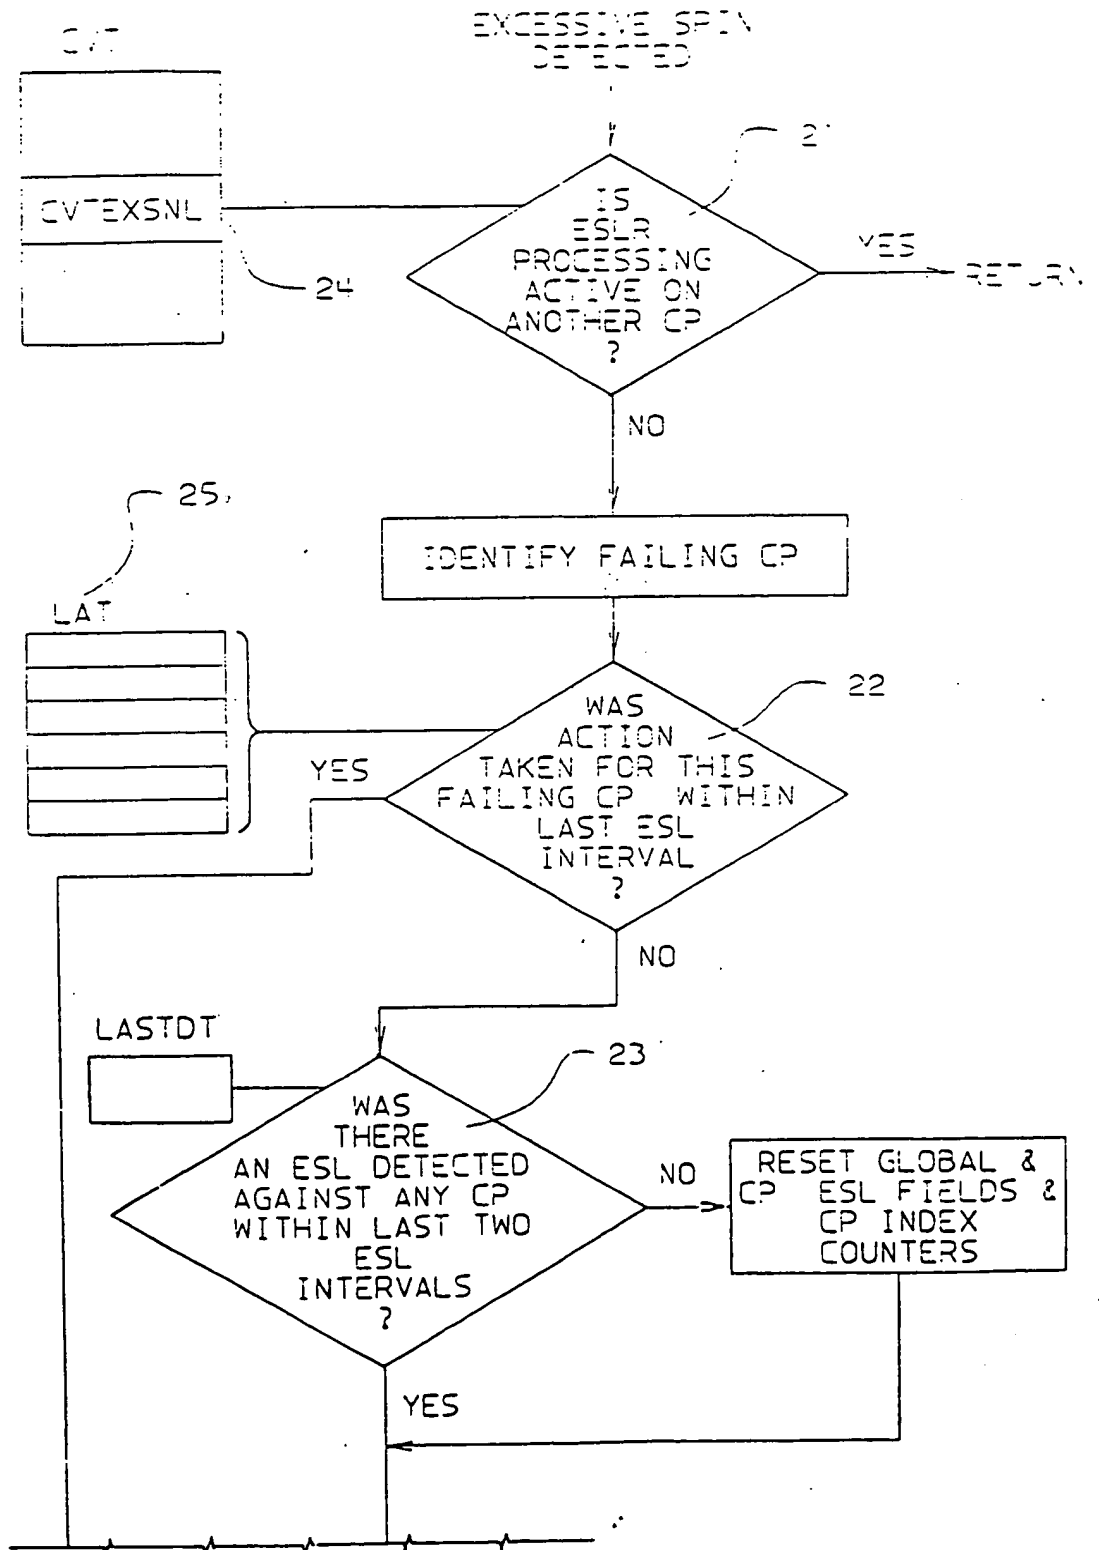 CVT
EXCESSIVE SPIN
DETECTED
21
CVTEXSNL
24
IS
ESLR
PROCESSING
ACTIVE ON
ANOTHER CP
?
YES
RETURN
NO
25
IDENTIFY FAILING CP
LAT
22
WAS
ACTION
TAKEN FOR THIS
FAILING CP WITHIN
LAST ESL
INTERVAL
?
YES
NO
LASTDT
23
WAS
THERE
AN ESL DETECTED
AGAINST ANY CP
WITHIN LAST TWO
ESL
INTERVALS
?
NO
RESET GLOBAL &
CP ESL FIELDS &
CP INDEX
COUNTERS
YES